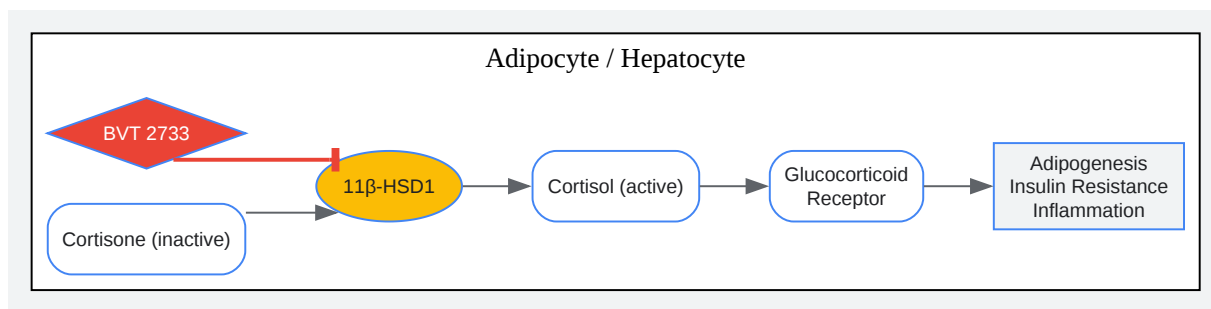 Adipocyte / Hepatocyte
BVT 2733
Cortisone (inactive)
11β-HSD1
Cortisol (active)
Glucocorticoid
Receptor
Adipogenesis
Insulin Resistance
Inflammation